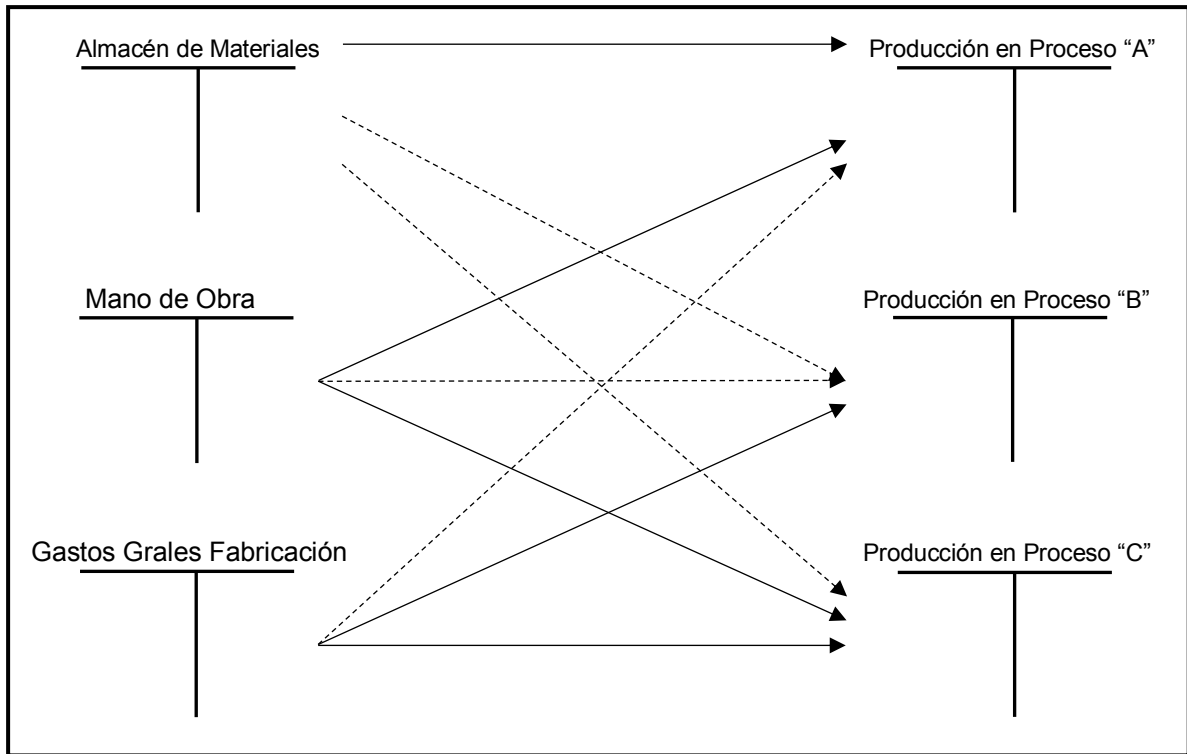 Almacén de Materiales
Producción en Proceso “A”
Mano de Obra
Producción en Proceso “B”
Gastos Grales Fabricación
Producción en Proceso “C”